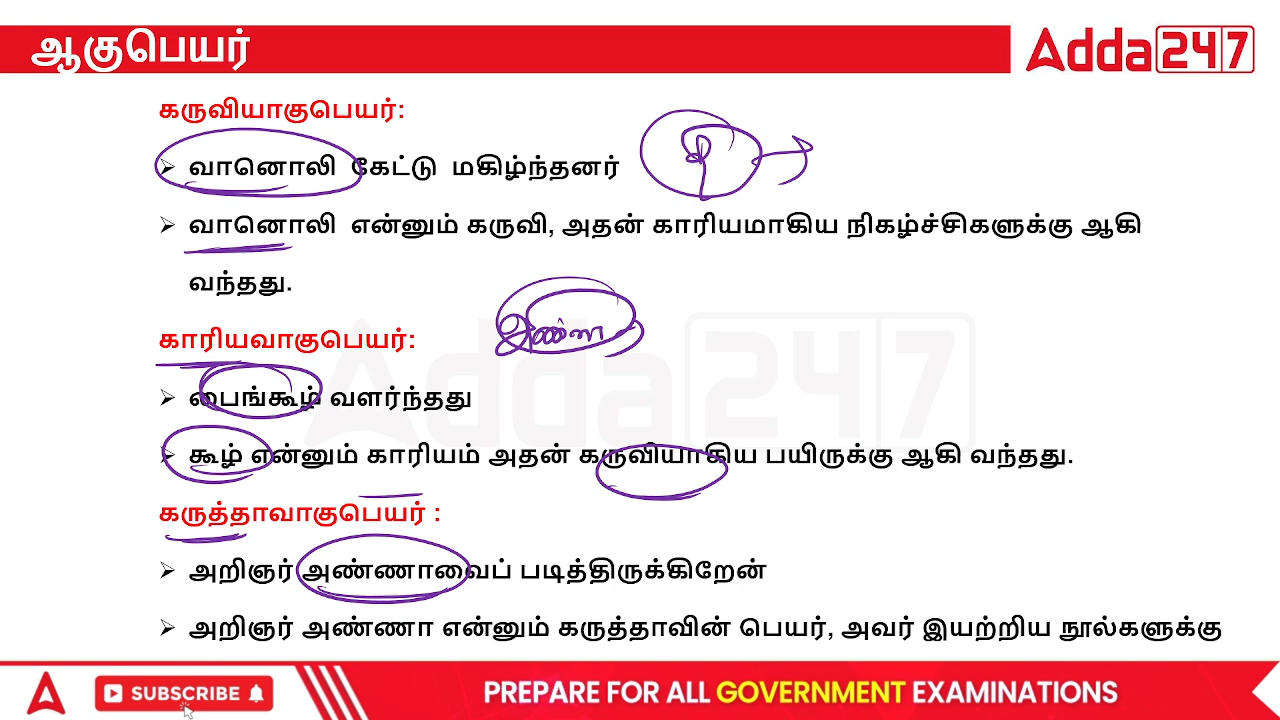 ஆகுபெயர்
Adda247
கருவியாகுபெயர்:
வானொலி கேட்டு மகிழ்ந்தனர்
வானொலி என்னும் கருவி, அதன் காரியமாகிய நிகழ்ச்சிகளுக்கு ஆகி
வந்தது.
காரியவாகுபெயர்:
பைங்கூழ் வளர்ந்தது
கூழ் என்னும் காரியம் அதன் கருவியாகிய பயிருக்கு ஆகி வந்தது.
கருத்தாவாகுபெயர் :
அறிஞர் அண்ணாவைப் படித்திருக்கிறேன்
அறிஞர் அண்ணா என்னும் கருத்தாவின் பெயர், அவர் இயற்றிய நூல்களுக்கு
SUBSCRIBE
PREPARE FOR ALL GOVERNMENT EXAMINATIONS